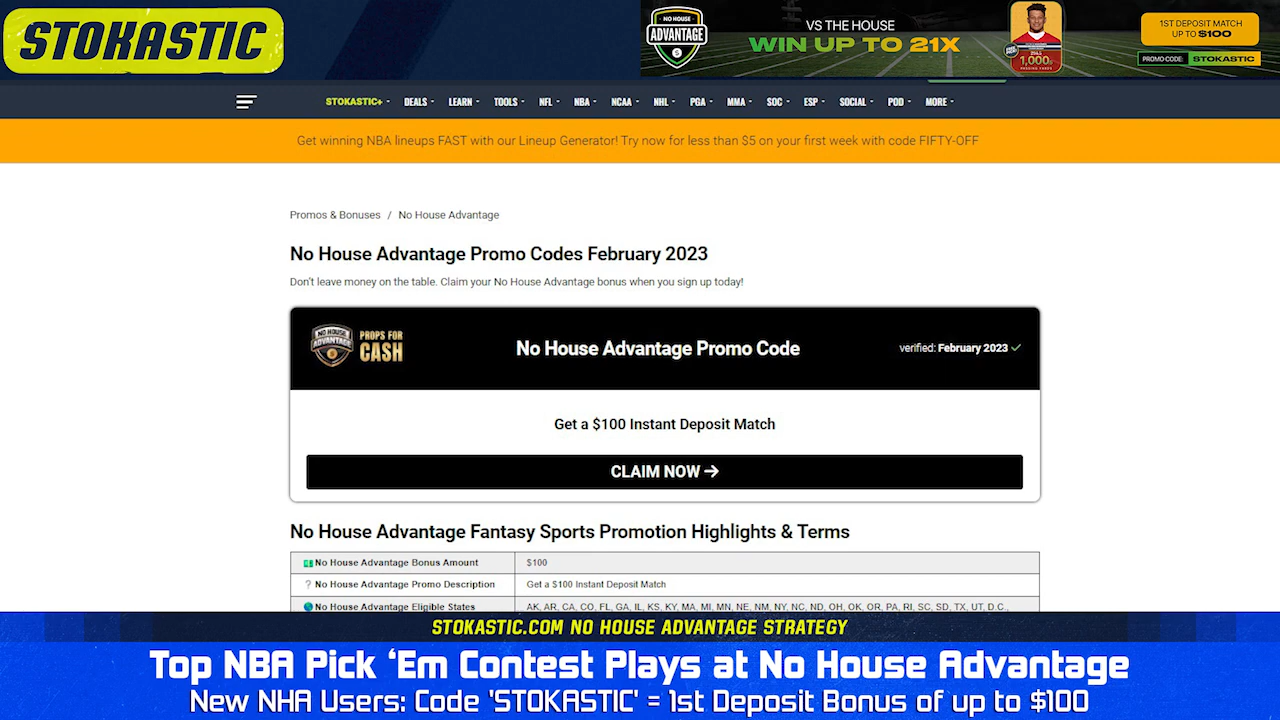 STOKASTIC
NO HOUSE
ADVANTAGE
VS THE HOUSE
WIN UP TO 21X
1,000
1ST DEPOSIT MATCH
UP TO $100
PROMO CODE: STOKASTIC
STOKASTIC+ DEALS LEARN TOOLS NFL NBA NCAA NHL PGA MMA SOC ESP SOCIAL POD MORE
Get winning NBA lineups FAST with our Lineup Generator! Try now for less than $5 on your first week with code FIFTY-OFF
Promos & Bonuses / No House Advantage
No House Advantage Promo Codes February 2023
Don't leave money on the table. Claim your No House Advantage bonus when you sign up today!
NO HOUSE
ADVANTAGE
PROPS FOR
CASH
No House Advantage Promo Code
verified: February 2023
Get a $100 Instant Deposit Match
CLAIM NOW →
No House Advantage Fantasy Sports Promotion Highlights & Terms
No House Advantage Bonus Amount $100
No House Advantage Promo Description Get a $100 Instant Deposit Match
No House Advantage Eligible States AK, AR, CA, CO, FL, GA, IL, KS, KY, MA, MI, MN, NE, NM, NY, NC, ND, OH, OK, OR, PA, RI, SC, SD, TX, UT, D.C.,
STOKASTIC.COM NO HOUSE ADVANTAGE STRATEGY
Top NBA Pick ‘Em Contest Plays at No House Advantage
New NHA Users: Code 'STOKASTIC' = 1st Deposit Bonus of up to $100